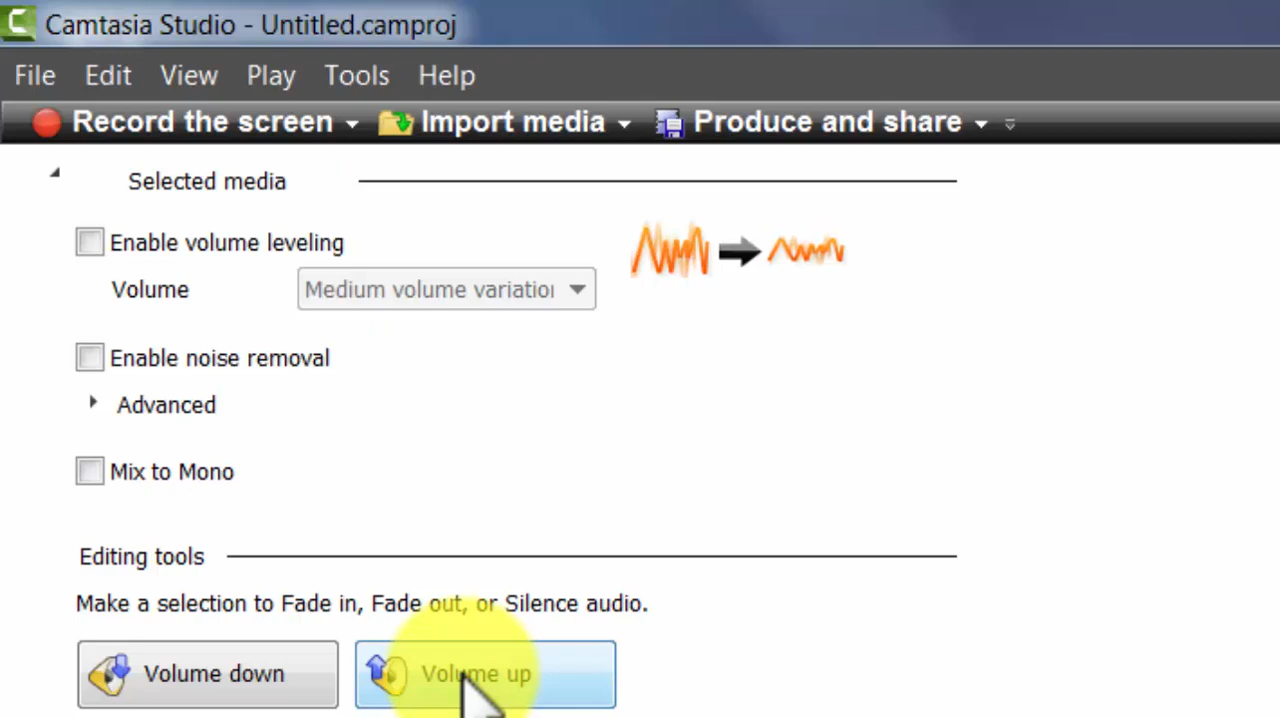 Camtasia Studio - Untitled.camproj
File Edit View Play Tools Help
Record the screen Import media Produce and share
Selected media
Enable volume leveling
Volume Medium volume variation
Enable noise removal
Advanced
Mix to Mono
Editing tools
Make a selection to Fade in, Fade out, or Silence audio.
Volume down Volume up